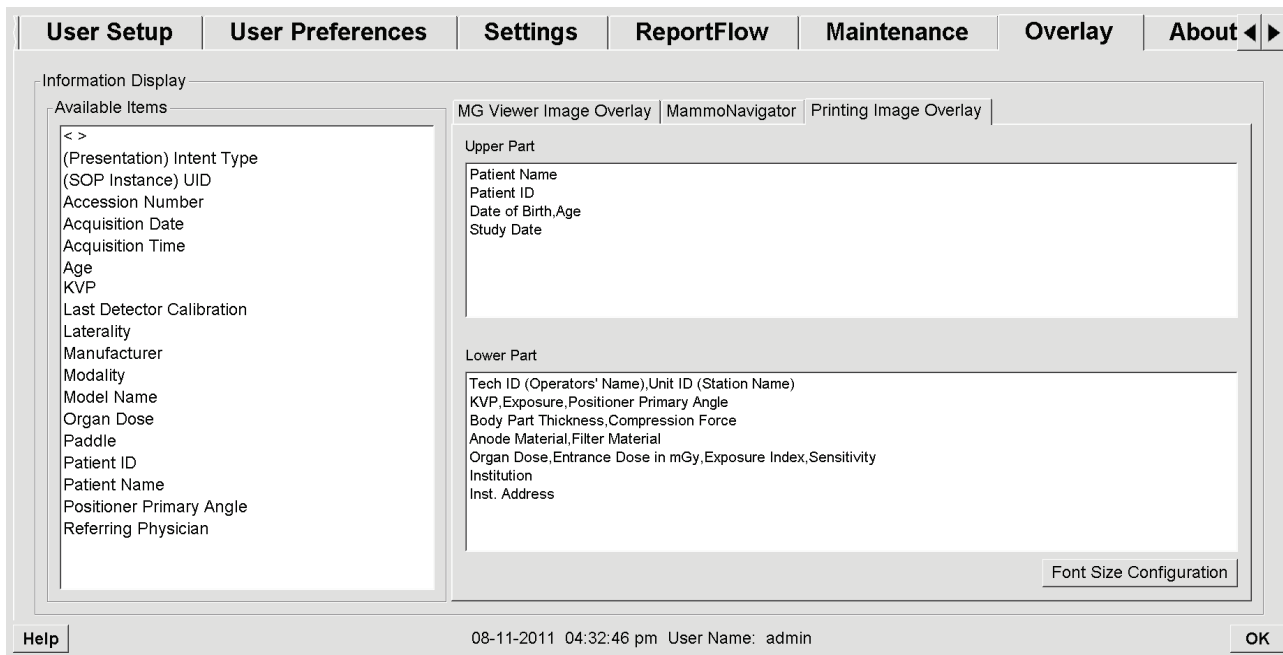 User Setup
User Preferences
Settings
ReportFlow
Maintenance
Overlay
About
Information Display
Available Items
< >
(Presentation) Intent Type
(SOP Instance) UID
Accession Number
Acquisition Date
Acquisition Time
Age
KVP
Last Detector Calibration
Laterality
Manufacturer
Modality
Model Name
Organ Dose
Paddle
Patient ID
Patient Name
Positioner Primary Angle
Referring Physician
MG Viewer Image Overlay
MammoNavigator
Printing Image Overlay
Upper Part
Patient Name
Patient ID
Date of Birth,Age
Study Date
Lower Part
Tech ID (Operators' Name),Unit ID (Station Name)
KVP,Exposure,Positioner Primary Angle
Body Part Thickness,Compression Force
Anode Material,Filter Material
Organ Dose,Entrance Dose in mGy,Exposure Index,Sensitivity
Institution
Inst. Address
Font Size Configuration
Help
08-11-2011 04:32:46 pm User Name: admin
OK